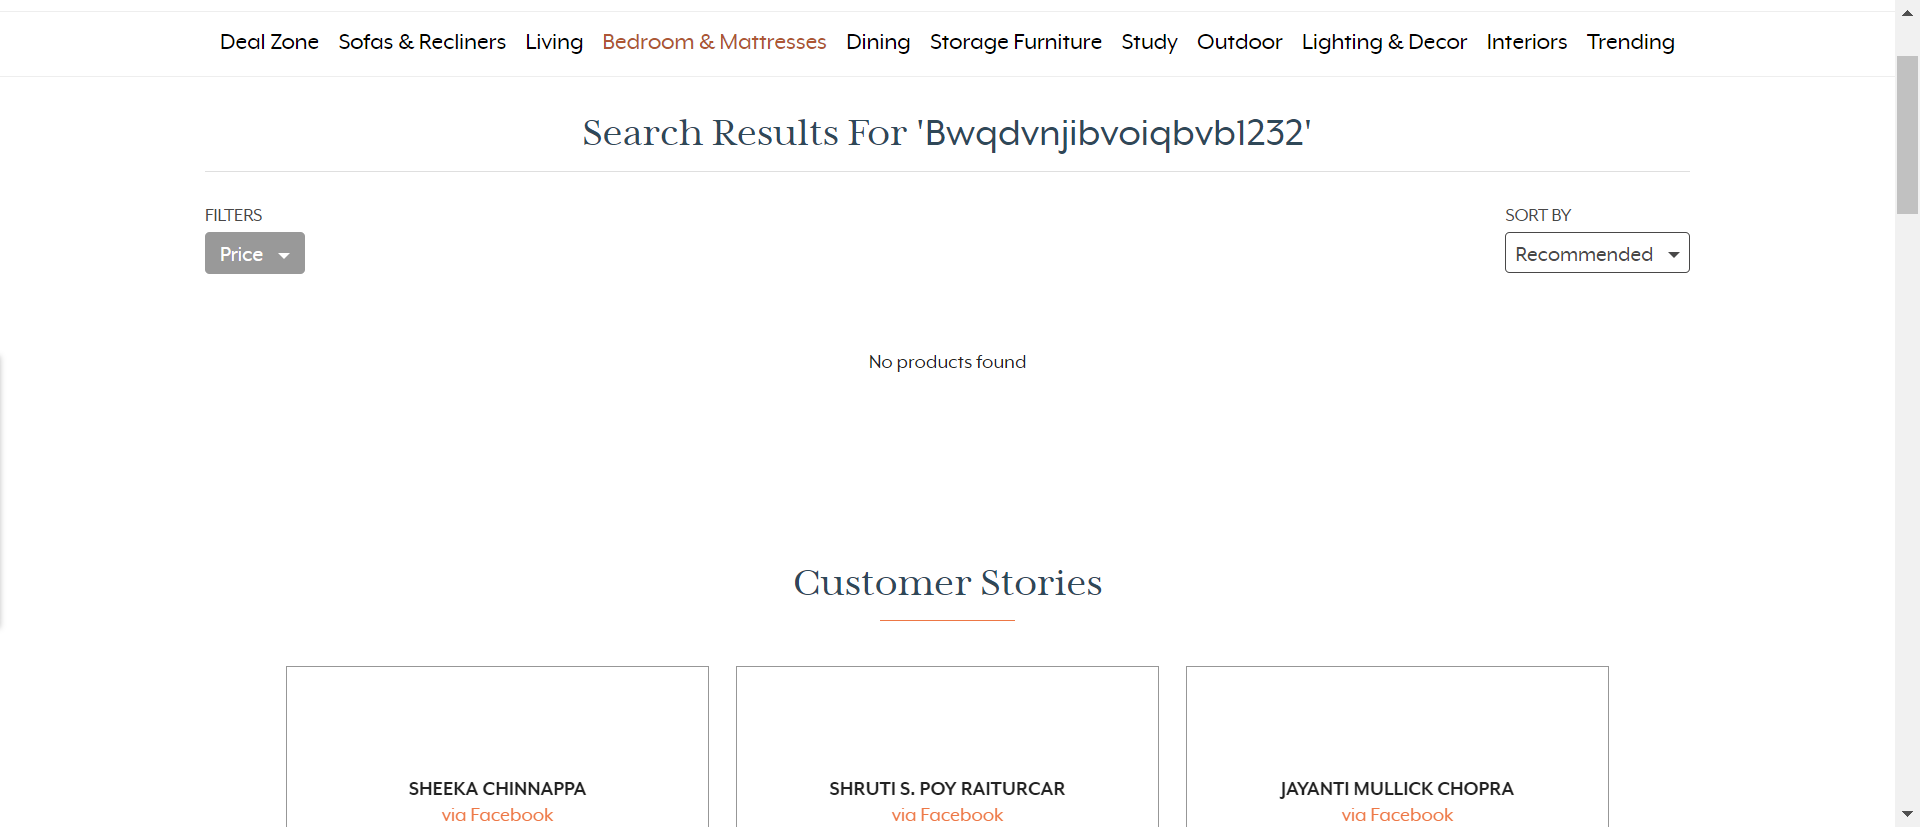 Deal Zone Sofas & Recliners Living Bedroom & Mattresses Dining Storage Furniture Study Outdoor Lighting & Decor Interiors Trending
Search Results For 'Bwqdvnjibvoiqbvb1232'
FILTERS SORT BY
Price Recommended
No products found
Customer Stories
SHEEKA CHINNAPPA SHRUTI S. POY RAITURCAR JAYANTI MULLICK CHOPRA
via Facebook via Facebook via Facebook